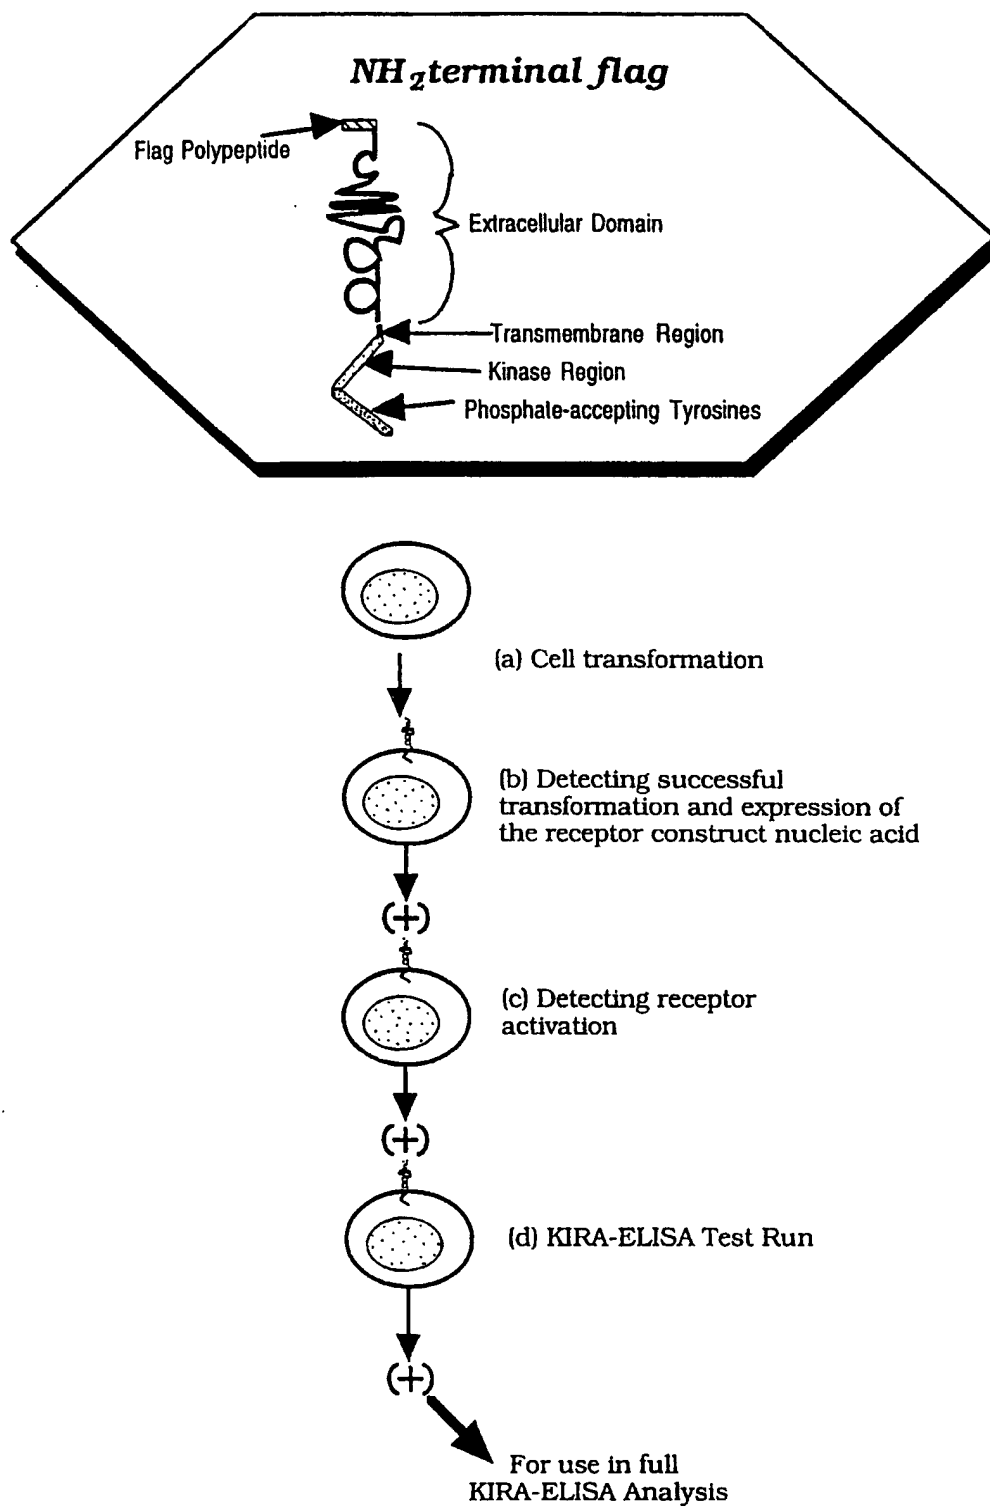 NH2terminal flag
Flag Polypeptide
Extracellular Domain
Transmembrane Region
Kinase Region
Phosphate-accepting Tyrosines
(a) Cell transformation
(b) Detecting successful
transformation and expression of
the receptor construct nucleic acid
(+)
(c) Detecting receptor
activation
(+)
(d) KIRA-ELISA Test Run
(+)
For use in full
KIRA-ELISA Analysis